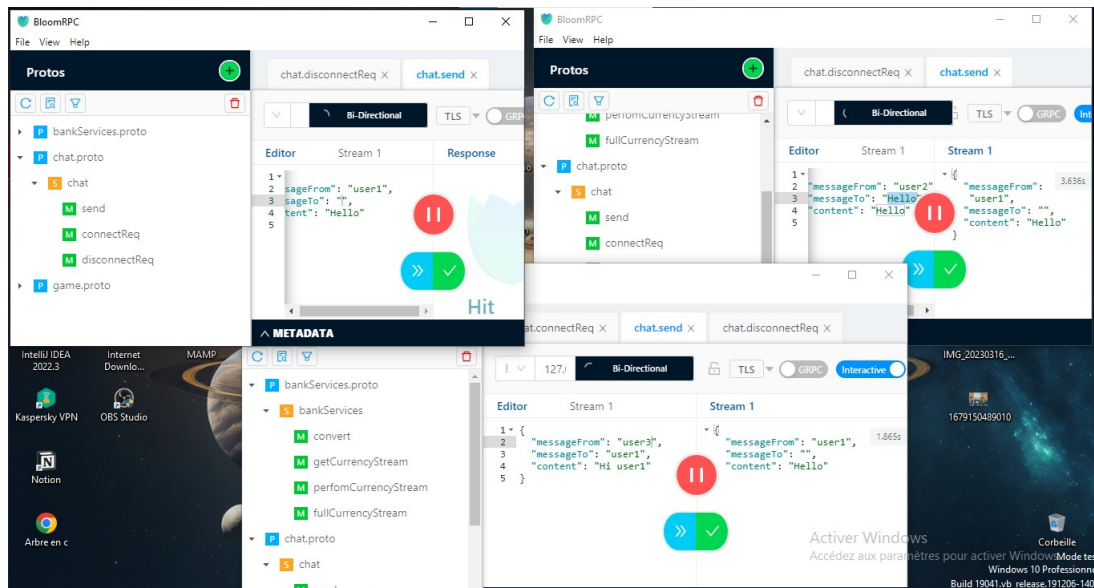 BloomRPC
File View Help
Protos
chat.disconnectReq ×
chat.send ×
Bi-Directional
TLS
GRP
bankServices.proto
chat.proto
chat
send
connectReq
disconnectReq
game.proto
Editor
Stream 1
Response
1
2 sageFrom": "user1",
3 sageTo": "",
4 tent": "Hello"
5
Hit
METADATA
BloomRPC
File View Help
Protos
chat.disconnectReq ×
chat.send ×
Bi-Directional
TLS
GRPC
Int
perfomCurrencyStream
fullCurrencyStream
chat.proto
chat
send
connectReq
Editor
Stream 1
Stream 1
1
2 "messageFrom": "user2"
3 "messageTo": "Hello"
4 "content": "Hello"
5
{
"messageFrom":
"user1",
"messageTo": "",
"content": "Hello"
}
3.636s
at.connectReq ×
chat.send ×
chat.disconnectReq ×
127.
Bi-Directional
TLS
GRPC
Interactive
bankServices.proto
bankServices
convert
getCurrencyStream
perfomCurrencyStream
fullCurrencyStream
chat.proto
chat
Editor
Stream 1
Stream 1
1 {
2 "messageFrom": "user3",
3 "messageTo": "user1",
4 "content": "Hi user1"
5 }
{
"messageFrom": "user1",
"messageTo": "",
"content": "Hello"
1.865s
IntelliJ IDEA
2022.3
Internet
Downlo...
MAMP
Kaspersky VPN
OBS Studio
Notion
Arbre en c
IMG_20230316_...
1679150489010
Corbeille
Activer Windows
Accédez aux paramètres pour activer Windows
Mode tes
Windows 10 Professionne
Build 19041.vb_release.191206-140